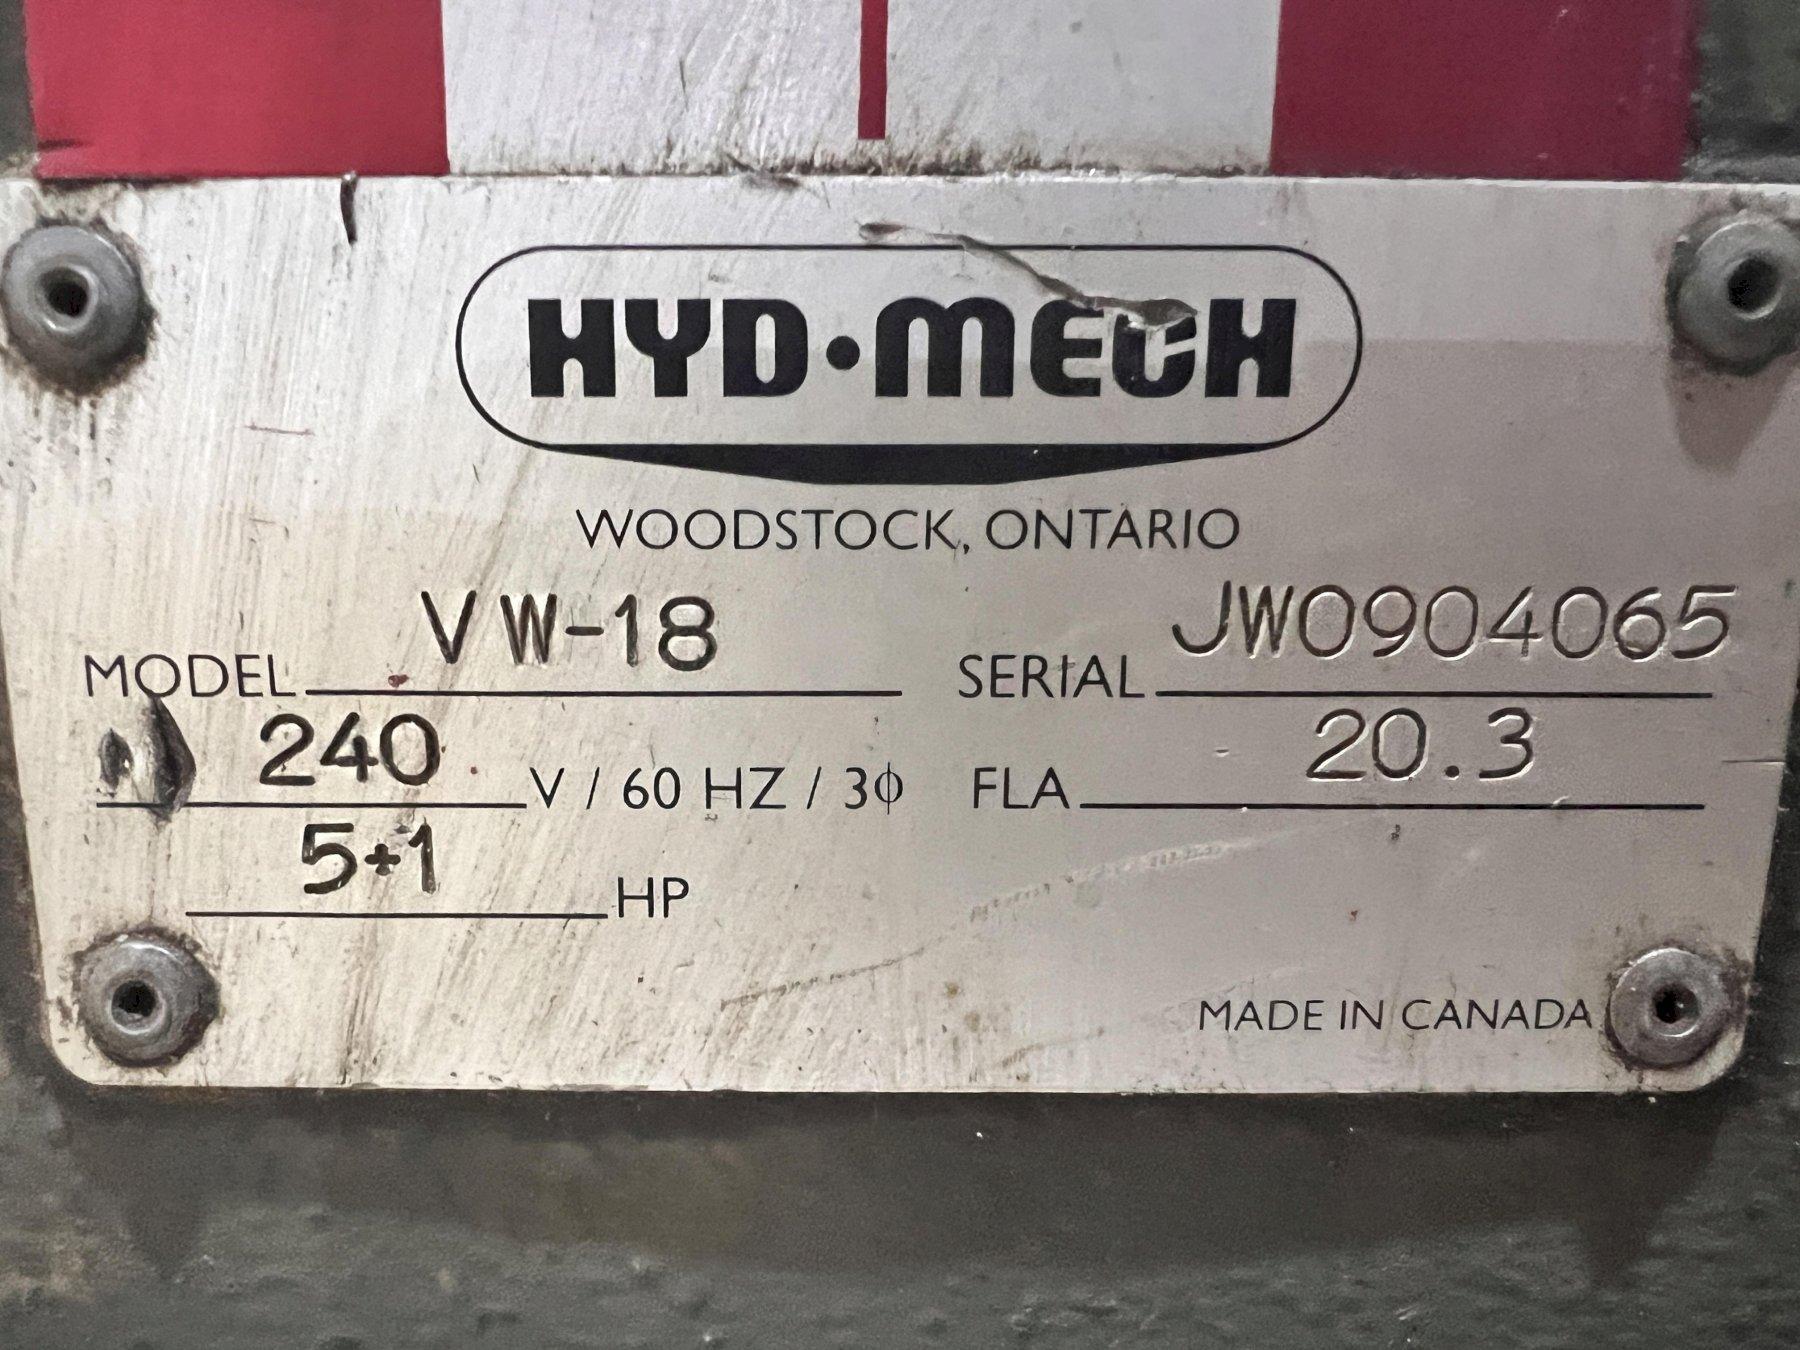 HYD·MECH
WOODSTOCK, ONTARIO
MODEL VW-18 SERIAL JW0904065
240 V / 60 HZ / 3ϕ FLA 20.3
5+1 HP
MADE IN CANADA